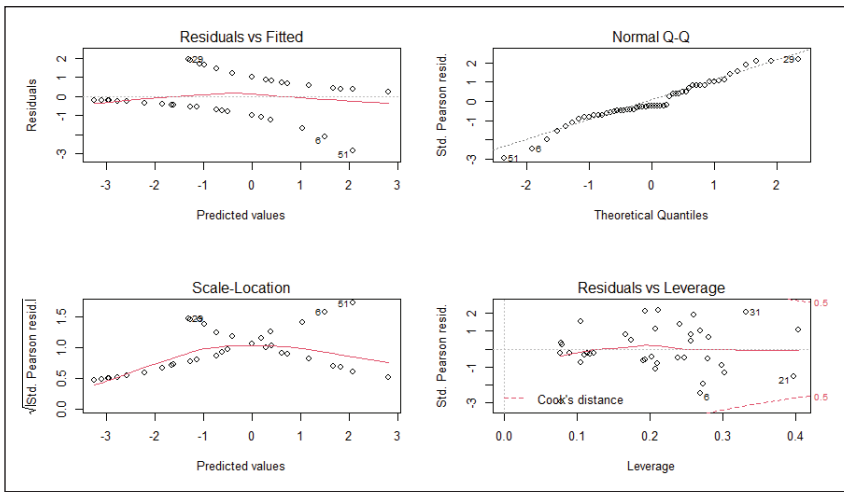 Residuals vs Fitted
Residuals
-3 -1 0 1 2
29
6
51
-3 -2 -1 0 1 2 3
Predicted values
Normal Q-Q
Std. Pearson resid.
-3 -2 -1 0 1 2
29
6
51
-2 -1 0 1 2
Theoretical Quantiles
Scale-Location
√|Std. Pearson resid.|
0.0 0.5 1.0 1.5
51
6
29
-3 -2 -1 0 1 2 3
Predicted values
Residuals vs Leverage
Std. Pearson resid.
-3 -1 0 1 2
31
21
6
0.5
0.5
Cook's distance
0.0 0.1 0.2 0.3 0.4
Leverage